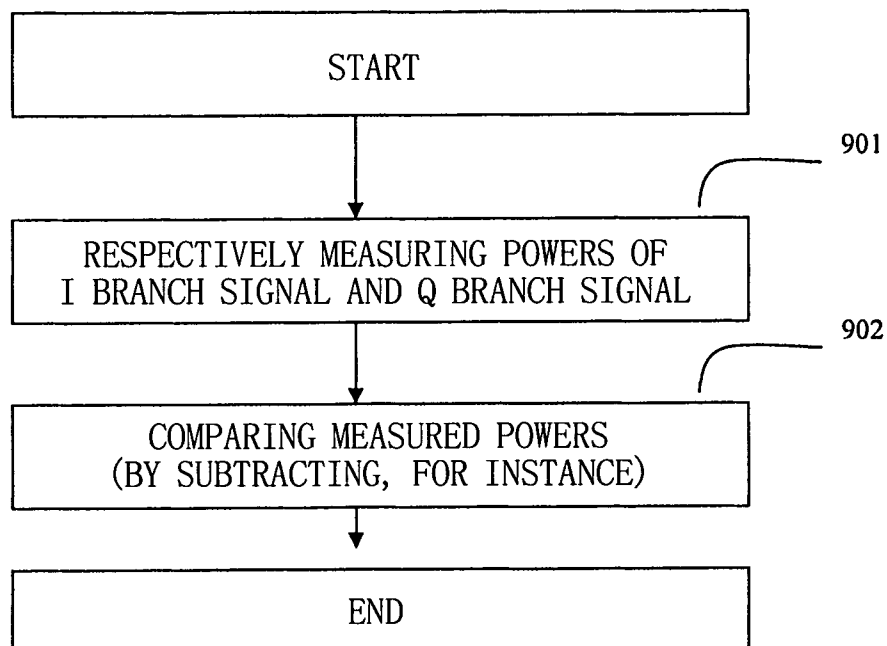 START
901
RESPECTIVELY MEASURING POWERS OF
I BRANCH SIGNAL AND Q BRANCH SIGNAL
902
COMPARING MEASURED POWERS
(BY SUBTRACTING, FOR INSTANCE)
END